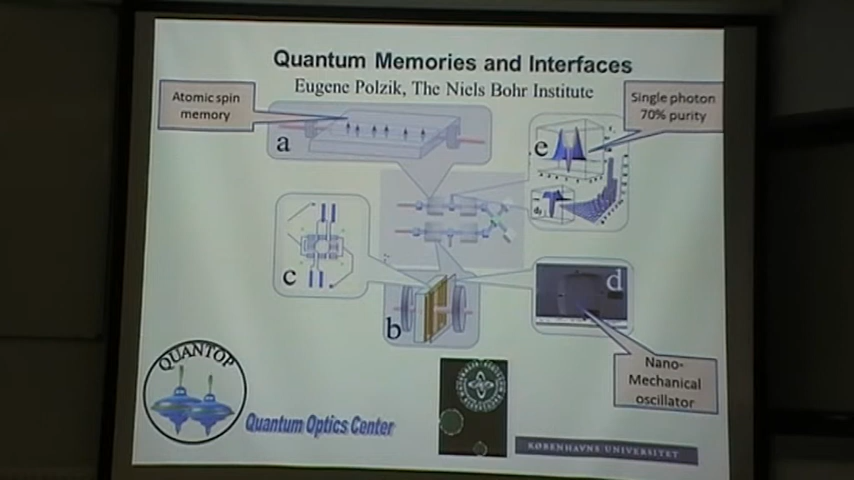 Quantum Memories and Interfaces
Eugene Polzik, The Niels Bohr Institute
Atomic spin
memory
Single photon
70% purity
a
e
c
d
b
Nano-
Mechanical
oscillator
QUANTOP
Quantum Optics Center
KØBENHAVNS UNIVERSITET